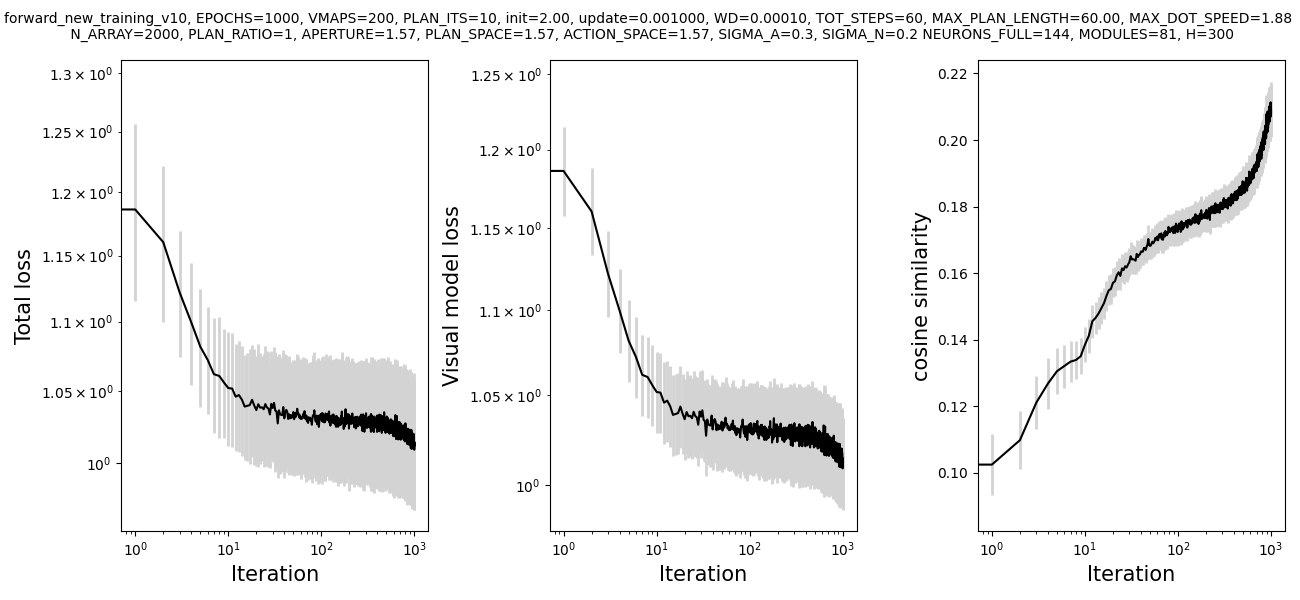 forward_new_training_v10, EPOCHS=1000, VMAPS=200, PLAN_ITS=10, init=2.00, update=0.001000, WD=0.00010, TOT_STEPS=60, MAX_PLAN_LENGTH=60.00, MAX_DOT_SPEED=1.88
N_ARRAY=2000, PLAN_RATIO=1, APERTURE=1.57, PLAN_SPACE=1.57, ACTION_SPACE=1.57, SIGMA_A=0.3, SIGMA_N=0.2 NEURONS_FULL=144, MODULES=81, H=300
Total loss
1.3 × 10⁰
1.25 × 10⁰
1.2 × 10⁰
1.15 × 10⁰
1.1 × 10⁰
1.05 × 10⁰
10⁰
10⁰ 10¹ 10² 10³
Iteration
Visual model loss
1.25 × 10⁰
1.2 × 10⁰
1.15 × 10⁰
1.1 × 10⁰
1.05 × 10⁰
10⁰
10⁰ 10¹ 10² 10³
Iteration
cosine similarity
0.22
0.20
0.18
0.16
0.14
0.12
0.10
10⁰ 10¹ 10² 10³
Iteration